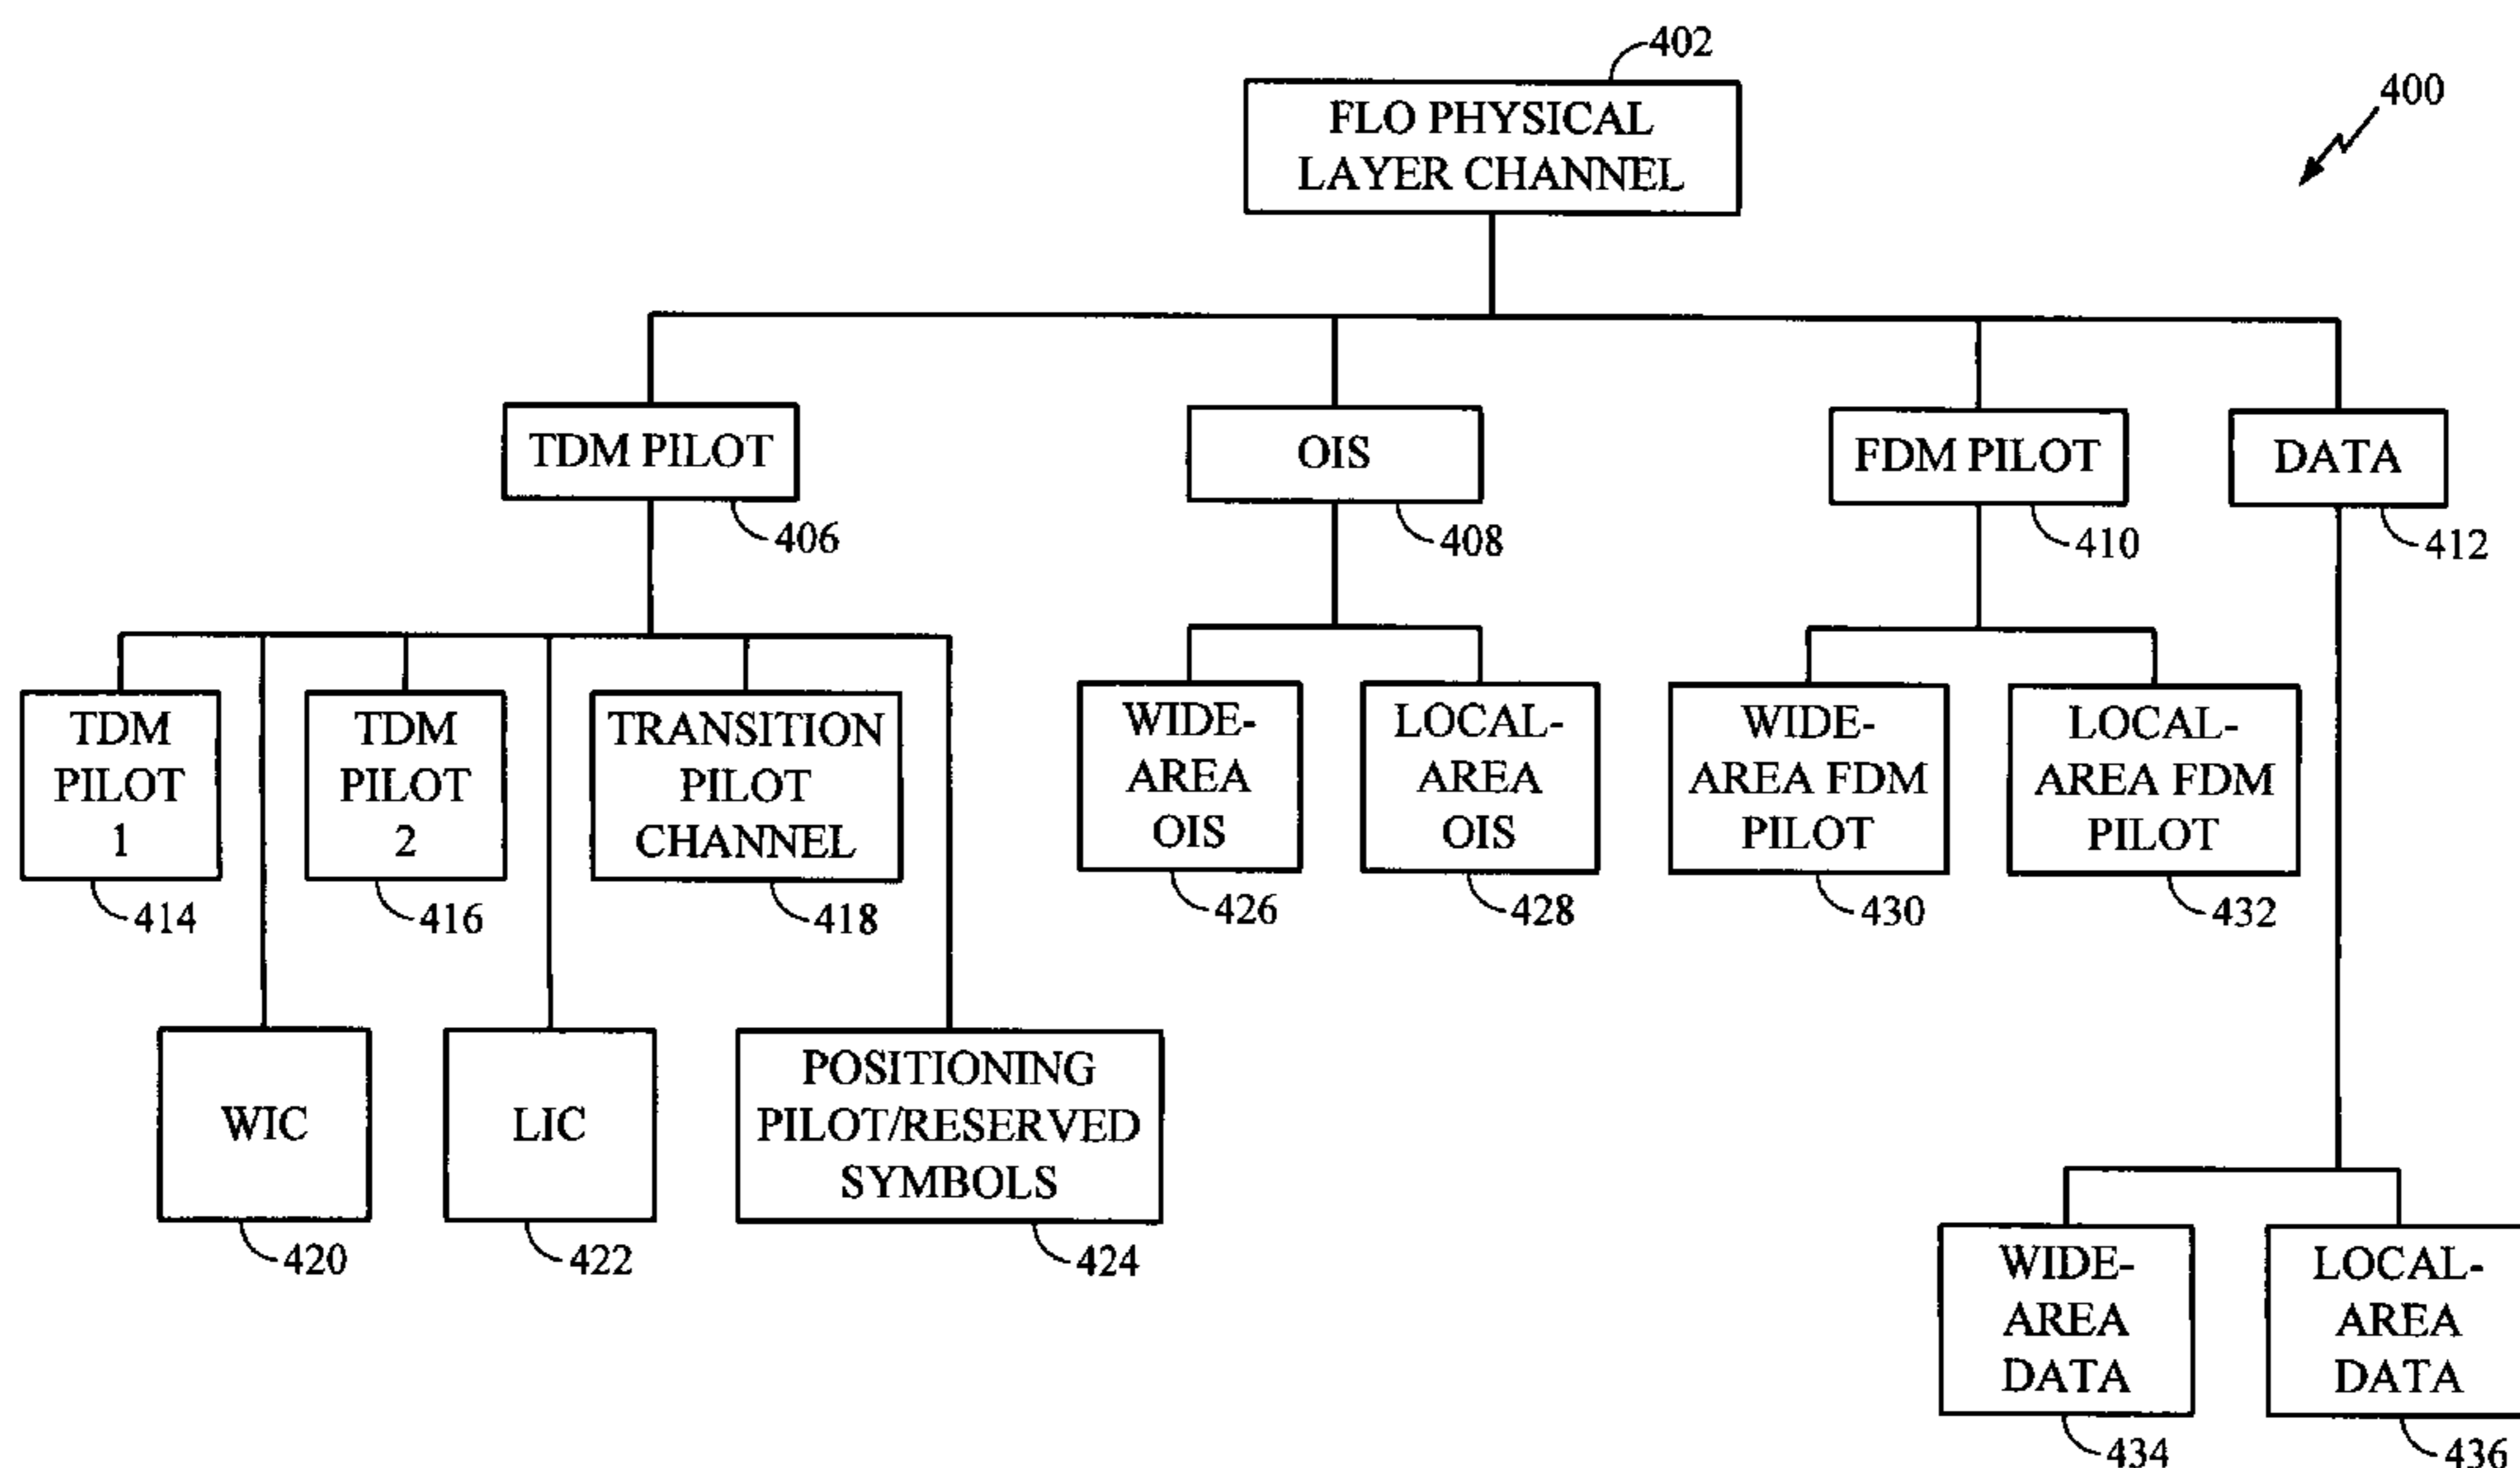 402
400
FLO PHYSICAL
LAYER CHANNEL
TDM PILOT
406
OIS
408
FDM PILOT
410
DATA
412
TDM
PILOT
1
414
TDM
PILOT
2
416
TRANSITION
PILOT
CHANNEL
418
WIDE-
AREA
OIS
426
LOCAL-
AREA
OIS
428
WIDE-
AREA FDM
PILOT
430
LOCAL-
AREA FDM
PILOT
432
WIC
420
LIC
422
POSITIONING
PILOT/RESERVED
SYMBOLS
424
WIDE-
AREA
DATA
434
LOCAL-
AREA
DATA
436